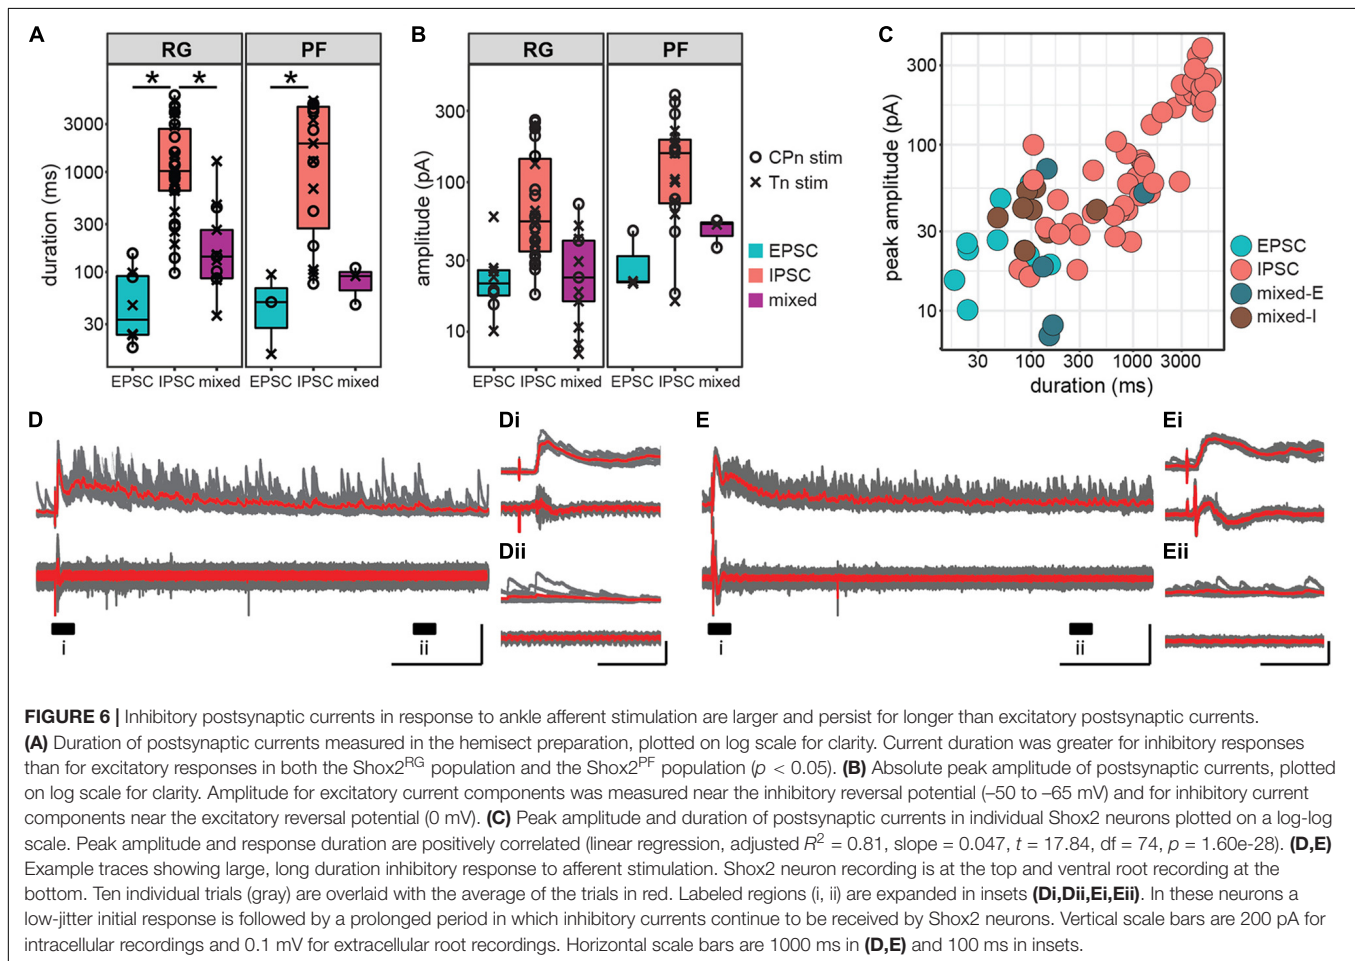 A
RG
PF
*
*
*
3000
1000
300
100
30
duration (ms)
EPSC IPSC mixed
EPSC IPSC mixed
B
RG
PF
300
100
30
10
amplitude (pA)
EPSC IPSC mixed
EPSC IPSC mixed
CPn stim
Tn stim
EPSC
IPSC
mixed
C
300
100
30
10
peak amplitude (pA)
30 100 300 1000 3000
duration (ms)
EPSC
IPSC
mixed-E
mixed-I
D
i
ii
Di
Dii
E
i
ii
Ei
Eii
FIGURE 6 | Inhibitory postsynaptic currents in response to ankle afferent stimulation are larger and persist for longer than excitatory postsynaptic currents.
(A) Duration of postsynaptic currents measured in the hemisect preparation, plotted on log scale for clarity. Current duration was greater for inhibitory responses
than for excitatory responses in both the Shox2RG population and the Shox2PF population (p < 0.05). (B) Absolute peak amplitude of postsynaptic currents, plotted
on log scale for clarity. Amplitude for excitatory current components was measured near the inhibitory reversal potential (–50 to –65 mV) and for inhibitory current
components near the excitatory reversal potential (0 mV). (C) Peak amplitude and duration of postsynaptic currents in individual Shox2 neurons plotted on a log-log
scale. Peak amplitude and response duration are positively correlated (linear regression, adjusted R2 = 0.81, slope = 0.047, t = 17.84, df = 74, p = 1.60e-28). (D,E)
Example traces showing large, long duration inhibitory response to afferent stimulation. Shox2 neuron recording is at the top and ventral root recording at the
bottom. Ten individual trials (gray) are overlaid with the average of the trials in red. Labeled regions (i, ii) are expanded in insets (Di,Dii,Ei,Eii). In these neurons a
low-jitter initial response is followed by a prolonged period in which inhibitory currents continue to be received by Shox2 neurons. Vertical scale bars are 200 pA for
intracellular recordings and 0.1 mV for extracellular root recordings. Horizontal scale bars are 1000 ms in (D,E) and 100 ms in insets.